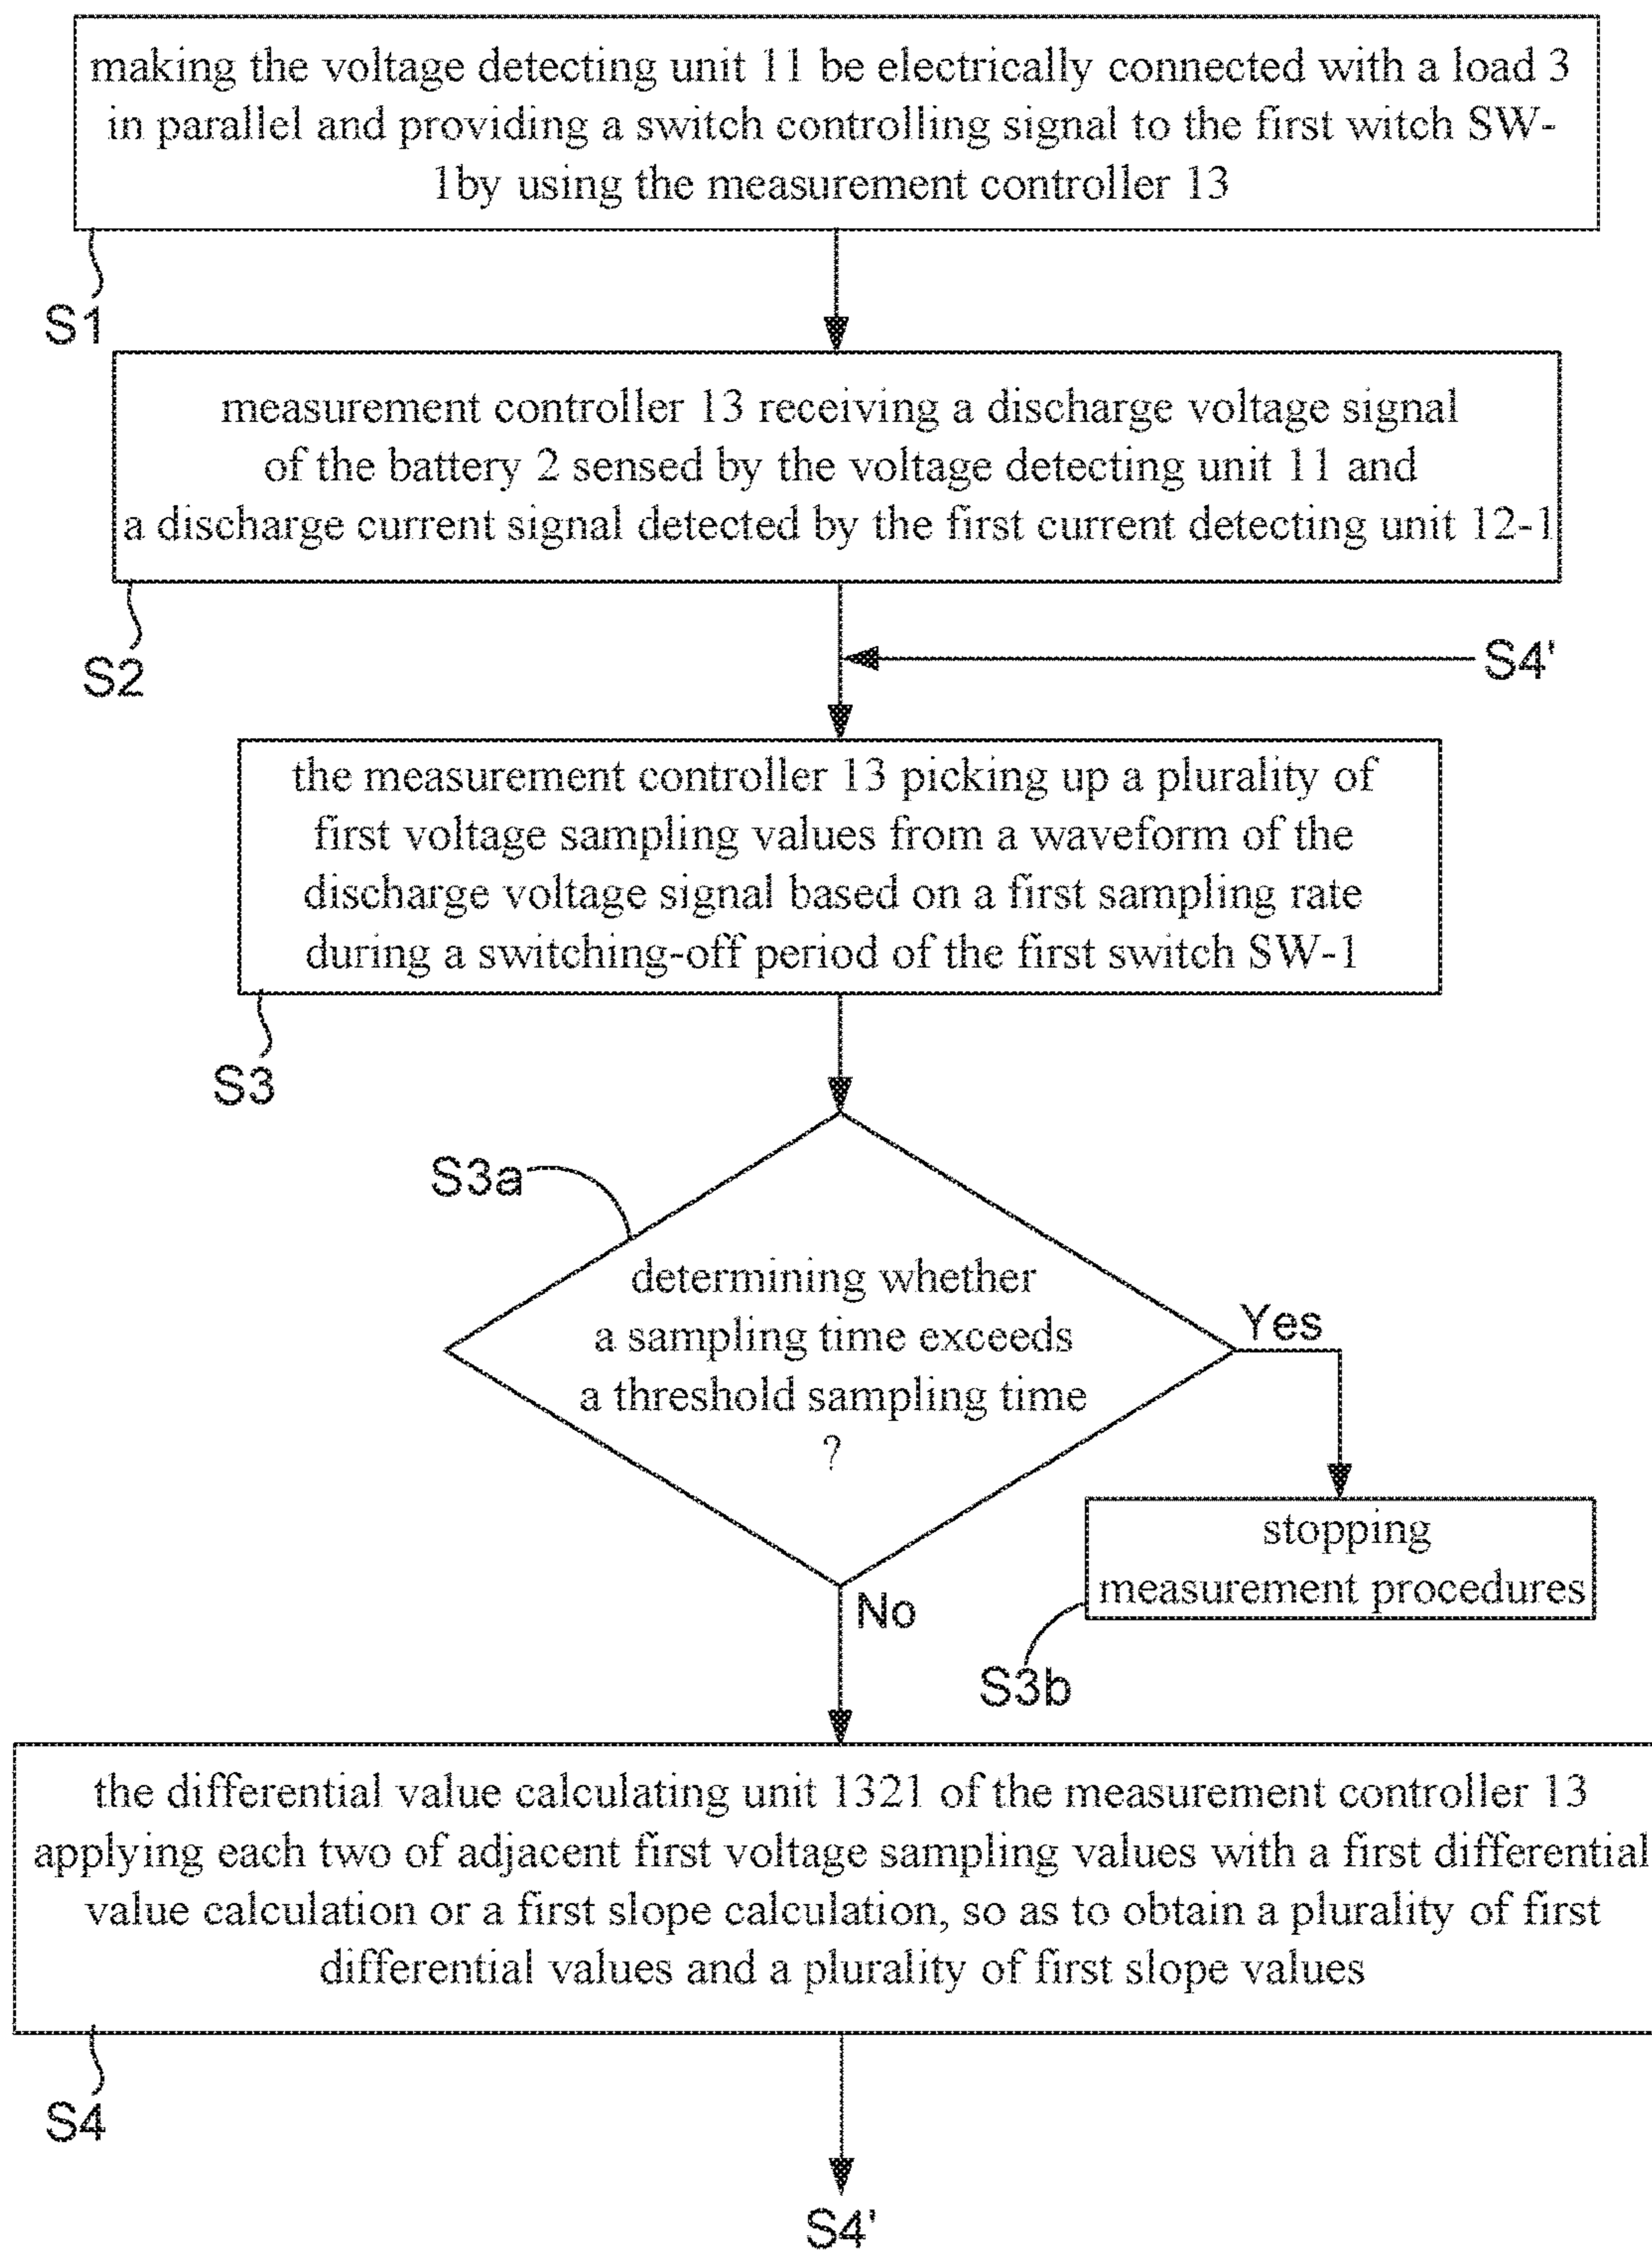 making the voltage detecting unit 11 be electrically connected with a load 3
in parallel and providing a switch controlling signal to the first witch SW-
1by using the measurement controller 13
S1
measurement controller 13 receiving a discharge voltage signal
of the battery 2 sensed by the voltage detecting unit 11 and
a discharge current signal detected by the first current detecting unit 12-1
S2
S4'
the measurement controller 13 picking up a plurality of
first voltage sampling values from a waveform of the
discharge voltage signal based on a first sampling rate
during a switching-off period of the first switch SW-1
S3
S3a
determining whether
a sampling time exceeds
a threshold sampling time
?
Yes
stopping
measurement procedures
No
S3b
the differential value calculating unit 1321 of the measurement controller 13
applying each two of adjacent first voltage sampling values with a first differential
value calculation or a first slope calculation, so as to obtain a plurality of first
differential values and a plurality of first slope values
S4
S4'